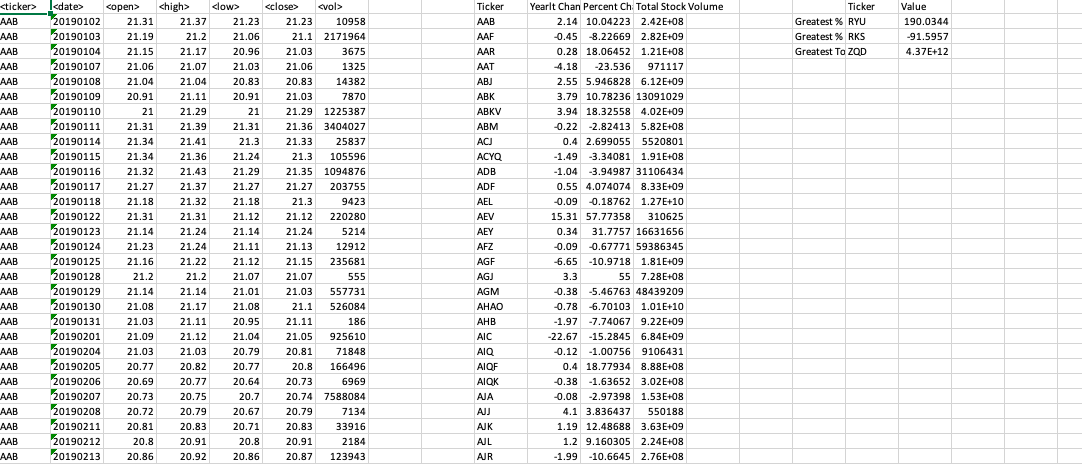 <ticker> <date> <open> <high> <low> <close> <vol> Ticker Yearlt Chan Percent Ch Total Stock Volume Ticker Value
AAB 20190102 21.31 21.37 21.23 21.23 10958 AAB 2.14 10.04223 2.42E+08 Greatest % RYU 190.0344
AAB 20190103 21.19 21.2 21.06 21.1 2171964 AAF -0.45 -8.22669 2.82E+09 Greatest % RKS -91.5957
AAB 20190104 21.15 21.17 20.96 21.03 3675 AAR 0.28 18.06452 1.21E+08 Greatest To ZQD 4.37E+12
AAB 20190107 21.06 21.07 21.03 21.06 1325 AAT -4.18 -23.536 971117
AAB 20190108 21.04 21.04 20.83 20.83 14382 ABJ 2.55 5.946828 6.12E+09
AAB 20190109 20.91 21.11 20.91 21.03 7870 ABK 3.79 10.78236 13091029
AAB 20190110 21 21.29 21 21.29 1225387 ABKV 3.94 18.32558 4.02E+09
AAB 20190111 21.31 21.39 21.31 21.36 3404027 ABM -0.22 -2.82413 5.82E+08
AAB 20190114 21.34 21.41 21.3 21.33 25837 ACJ 0.4 2.699055 5520801
AAB 20190115 21.34 21.36 21.24 21.3 105596 ACYQ -1.49 -3.34081 1.91E+08
AAB 20190116 21.32 21.43 21.29 21.35 1094876 ADB -1.04 -3.94987 31106434
AAB 20190117 21.27 21.37 21.27 21.27 203755 ADF 0.55 4.074074 8.33E+09
AAB 20190118 21.18 21.32 21.18 21.3 9423 AEL -0.09 -0.18762 1.27E+10
AAB 20190122 21.31 21.31 21.12 21.12 220280 AEV 15.31 57.77358 310625
AAB 20190123 21.14 21.24 21.14 21.24 5214 AEY 0.34 31.7757 16631656
AAB 20190124 21.23 21.24 21.11 21.13 12912 AFZ -0.09 -0.67771 59386345
AAB 20190125 21.16 21.22 21.12 21.15 235681 AGF -6.65 -10.9718 1.81E+09
AAB 20190128 21.2 21.2 21.07 21.07 555 AGJ 3.3 55 7.28E+08
AAB 20190129 21.14 21.14 21.01 21.03 557731 AGM -0.38 -5.46763 48439209
AAB 20190130 21.08 21.17 21.08 21.1 526084 AHAO -0.78 -6.70103 1.01E+10
AAB 20190131 21.03 21.11 20.95 21.11 186 AHB -1.97 -7.74067 9.22E+09
AAB 20190201 21.09 21.12 21.04 21.05 925610 AIC -22.67 -15.2845 6.84E+09
AAB 20190204 21.03 21.03 20.79 20.81 71848 AIQ -0.12 -1.00756 9106431
AAB 20190205 20.77 20.82 20.77 20.8 166496 AIQF 0.4 18.77934 8.88E+08
AAB 20190206 20.69 20.77 20.64 20.73 6969 AIQK -0.38 -1.63652 3.02E+08
AAB 20190207 20.73 20.75 20.7 20.74 7588084 AJA -0.08 -2.97398 1.53E+08
AAB 20190208 20.72 20.79 20.67 20.79 7134 AJJ 4.1 3.836437 550188
AAB 20190211 20.81 20.83 20.71 20.83 33916 AJK 1.19 12.48688 3.63E+09
AAB 20190212 20.8 20.91 20.8 20.91 2184 AJL 1.2 9.160305 2.24E+08
AAB 20190213 20.86 20.92 20.86 20.87 123943 AJR -1.99 -10.6645 2.76E+08